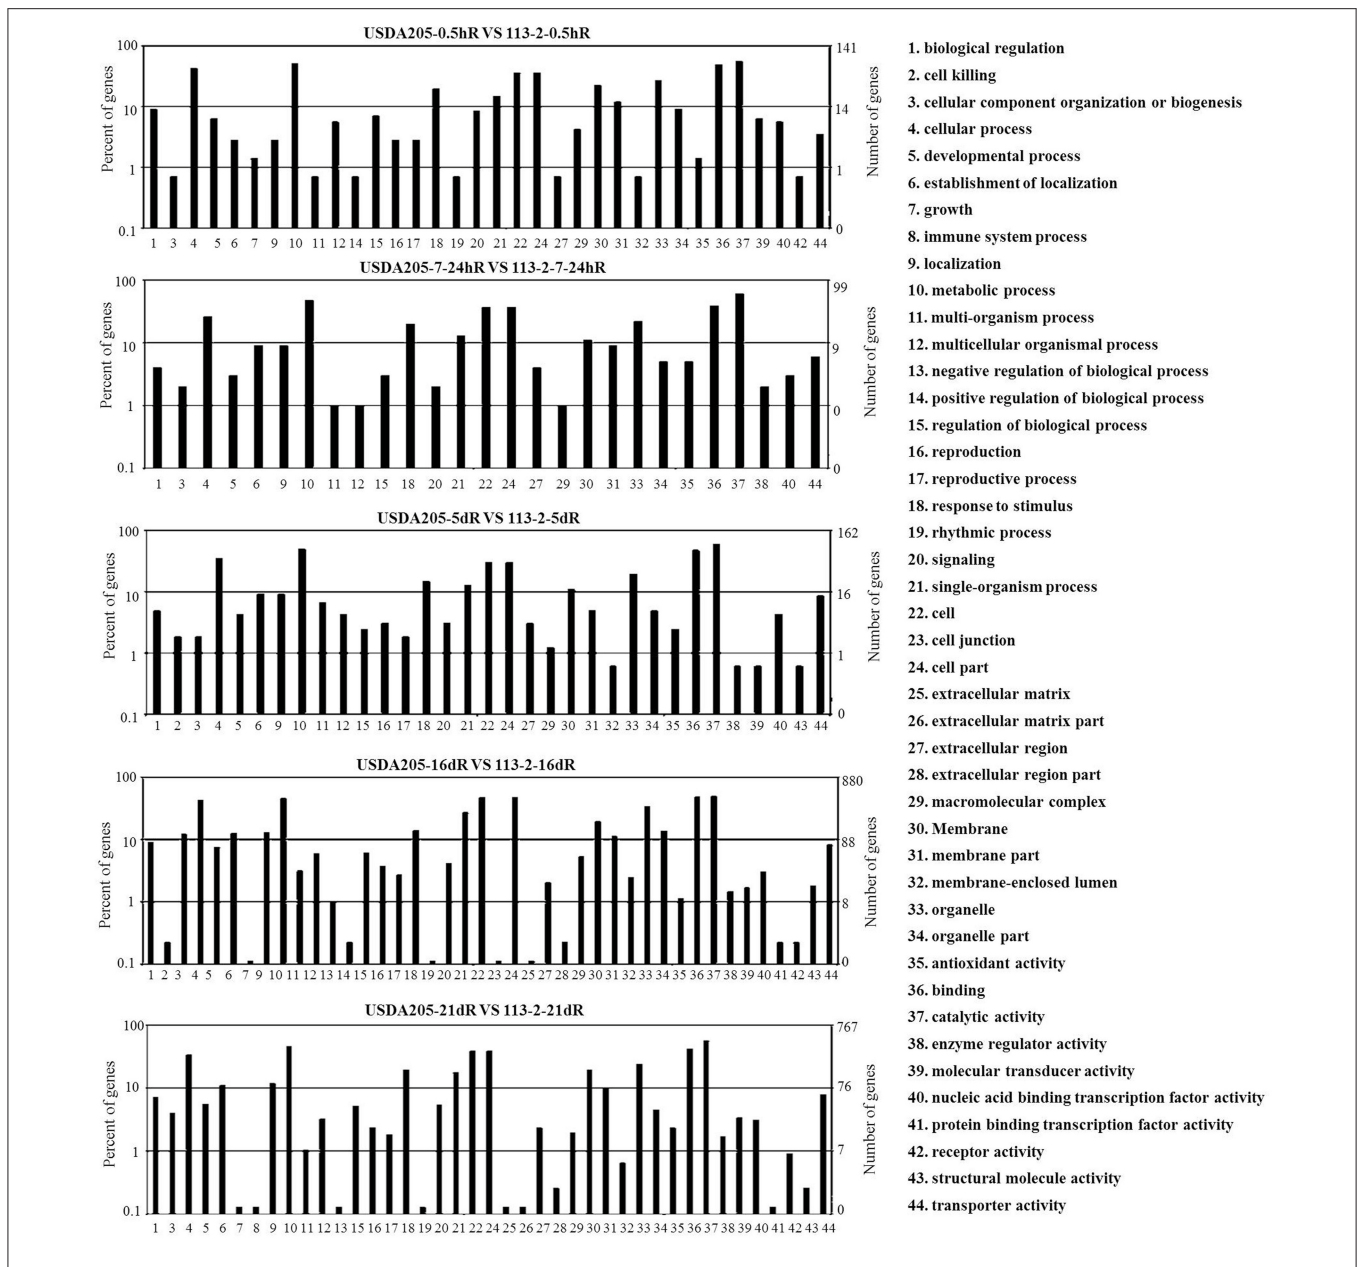 USDA205-0.5hR VS 113-2-0.5hR
Percent of genes
100
10
1
0.1
141
14
1
0
Number of genes
1 3 4 5 6 7 9 10 11 12 14 15 16 17 18 19 20 21 22 24 27 29 30 31 32 33 34 35 36 37 39 40 42 44
USDA205-7-24hR VS 113-2-7-24hR
Percent of genes
100
10
1
0.1
99
9
0
0
Number of genes
1 3 4 5 6 9 10 11 12 16 18 20 21 22 24 27 29 30 31 33 34 35 36 37 38 40 44
USDA205-5dR VS 113-2-5dR
Percent of genes
100
10
1
0.1
162
16
1
0
Number of genes
1 2 3 4 5 6 9 10 11 12 15 16 17 18 20 21 22 24 27 29 30 31 32 33 34 35 36 37 38 39 40 43 44
USDA205-16dR VS 113-2-16dR
Percent of genes
100
10
1
0.1
880
88
8
0
Number of genes
1 2 3 4 5 6 7 9 10 11 12 13 14 15 16 17 18 19 20 21 22 23 24 26 27 28 29 30 31 32 33 34 35 36 37 38 39 40 41 42 43 44
USDA205-21dR VS 113-2-21dR
Percent of genes
100
10
1
0.1
767
76
7
0
Number of genes
1 3 4 5 6 7 8 9 10 11 12 13 15 16 17 18 19 20 21 22 24 25 26 27 28 29 30 31 32 33 34 35 36 37 38 39 40 41 42 43 44
1. biological regulation
2. cell killing
3. cellular component organization or biogenesis
4. cellular process
5. developmental process
6. establishment of localization
7. growth
8. immune system process
9. localization
10. metabolic process
11. multi-organism process
12. multicellular organismal process
13. negative regulation of biological process
14. positive regulation of biological process
15. regulation of biological process
16. reproduction
17. reproductive process
18. response to stimulus
19. rhythmic process
20. signaling
21. single-organism process
22. cell
23. cell junction
24. cell part
25. extracellular matrix
26. extracellular matrix part
27. extracellular region
28. extracellular region part
29. macromolecular complex
30. Membrane
31. membrane part
32. membrane-enclosed lumen
33. organelle
34. organelle part
35. antioxidant activity
36. binding
37. catalytic activity
38. enzyme regulator activity
39. molecular transducer activity
40. nucleic acid binding transcription factor activity
41. protein binding transcription factor activity
42. receptor activity
43. structural molecule activity
44. transporter activity